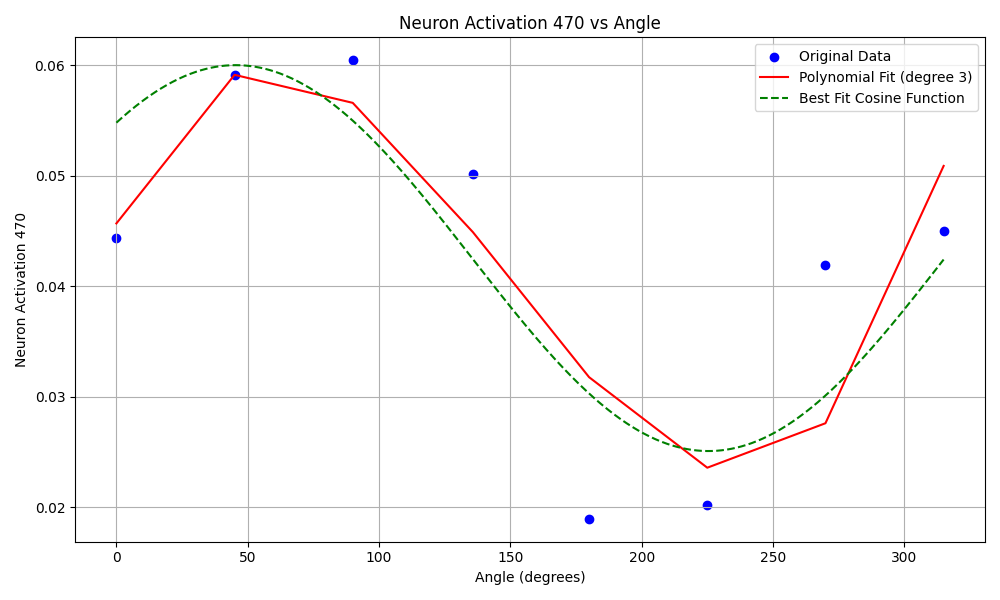 Neuron Activation 470 vs Angle
Original Data
Polynomial Fit (degree 3)
Best Fit Cosine Function
Neuron Activation 470
0.06
0.05
0.04
0.03
0.02
0
50
100
150
200
250
300
Angle (degrees)